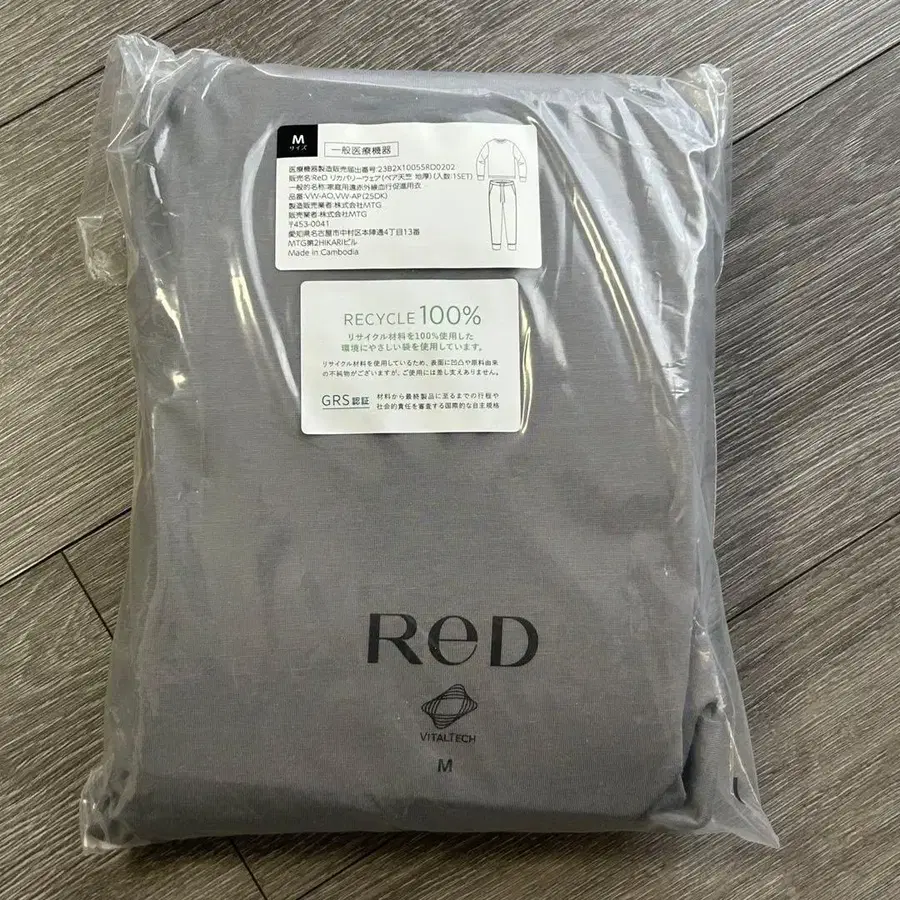 M
サイズ
一般医療機器
医療機器製造販売届出番号:23B2X10055RD0202
販売名:ReD リカバリーウェア(ベア天竺 地厚) (入数:1SET)
一般的名称:家庭用遠赤外線血行促進用衣
品番:VW-AO,VW-AP(25DK)
製造販売業者:株式会社MTG
販売業者:株式会社MTG
〒453-0041
愛知県名古屋市中村区本陣通4丁目13番
MTG第2HIKARIビル
Made in Cambodia
RECYCLE 100%
リサイクル材料を100%使用した
環境にやさしい袋を使用しています。
リサイクル材料を使用しているため、表面に凹凸や原料由来
の不純物がございますが、ご使用には差し支えありません。
GRS認証
材料から最終製品に至るまでの行程や
社会的責任を審査する国際的な自主規格
ReD
VITALTECH
M